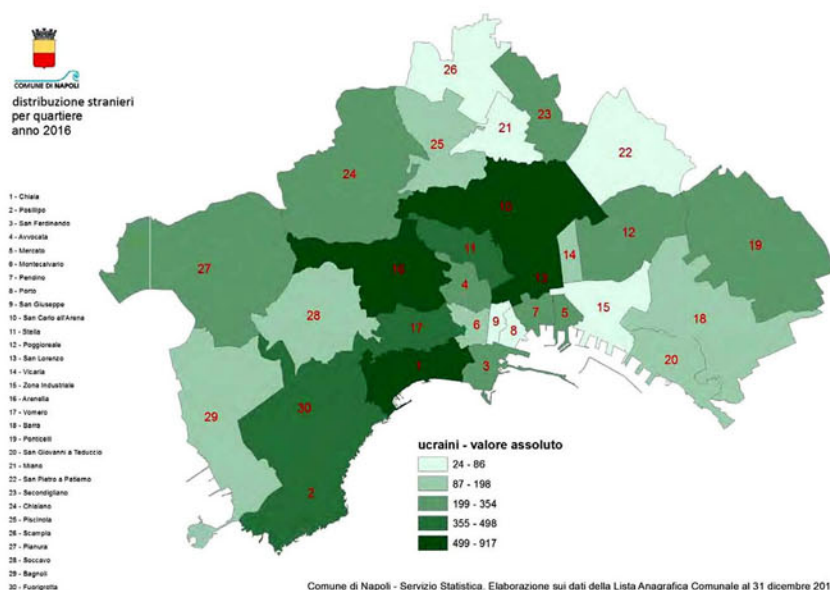 COMUNE DI NAPOLI
distribuzione stranieri
per quartiere
anno 2016
1 - Chiaia
2 - Posillipo
3 - San Ferdinando
4 - Avvocata
5 - Mercato
6 - Montecalvario
7 - Pendino
8 - Porto
9 - San Giuseppe
10 - San Carlo all'Arena
11 - Stella
12 - Poggioreale
13 - San Lorenzo
14 - Vicaria
15 - Zona Industriale
16 - Arenella
17 - Vomero
18 - Barra
19 - Ponticelli
20 - San Giovanni a Teduccio
21 - Miano
22 - San Pietro a Patierno
23 - Secondigliano
24 - Chiaiano
25 - Piscinola
26 - Scampia
27 - Pianura
28 - Soccavo
29 - Bagnoli
30 - Fuorigrotta
26
23
21
25
22
24
10
11
12
19
27
16
14
13
4
28
15
18
17
6
9
8
7
5
20
1
3
29
30
2
ucraini - valore assoluto
24 - 86
87 - 198
199 - 354
355 - 498
499 - 917
Comune di Napoli - Servizio Statistica. Elaborazione sui dati della Lista Anagrafica Comunale al 31 dicembre 201